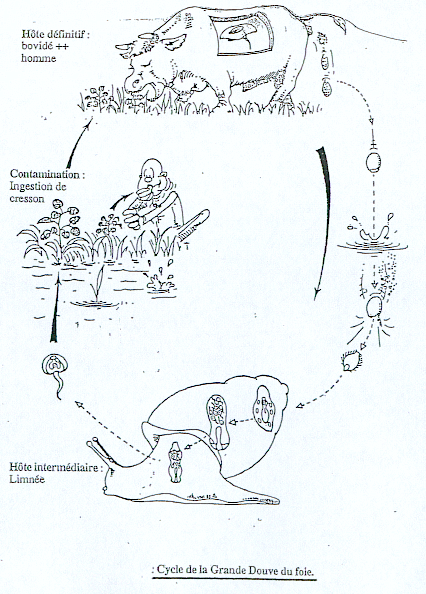 Hôte définitif :
bovidé ++
homme
Contamination :
Ingestion de
cresson
Hôte intermédiaire :
Limnée
: Cycle de la Grande Douve du foie.